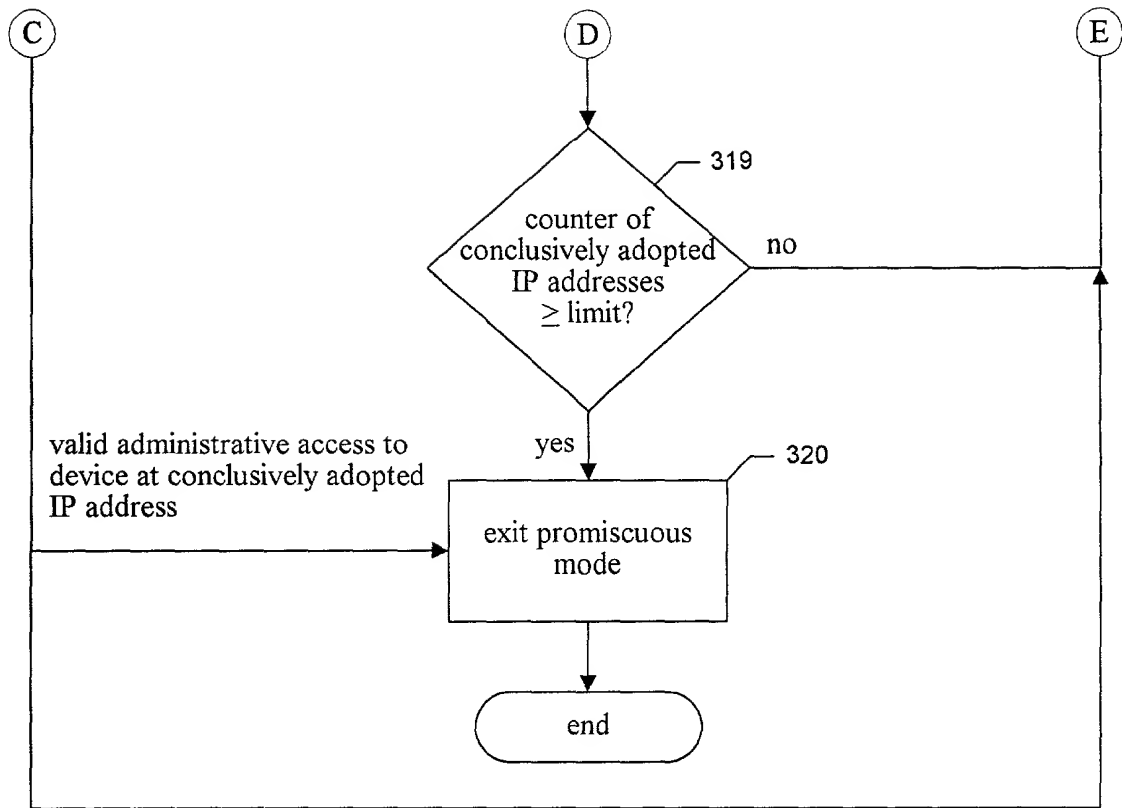 C
D
E
319
counter of
conclusively adopted
IP addresses
≥ limit?
no
yes
valid administrative access to
device at conclusively adopted
IP address
320
exit promiscuous
mode
end